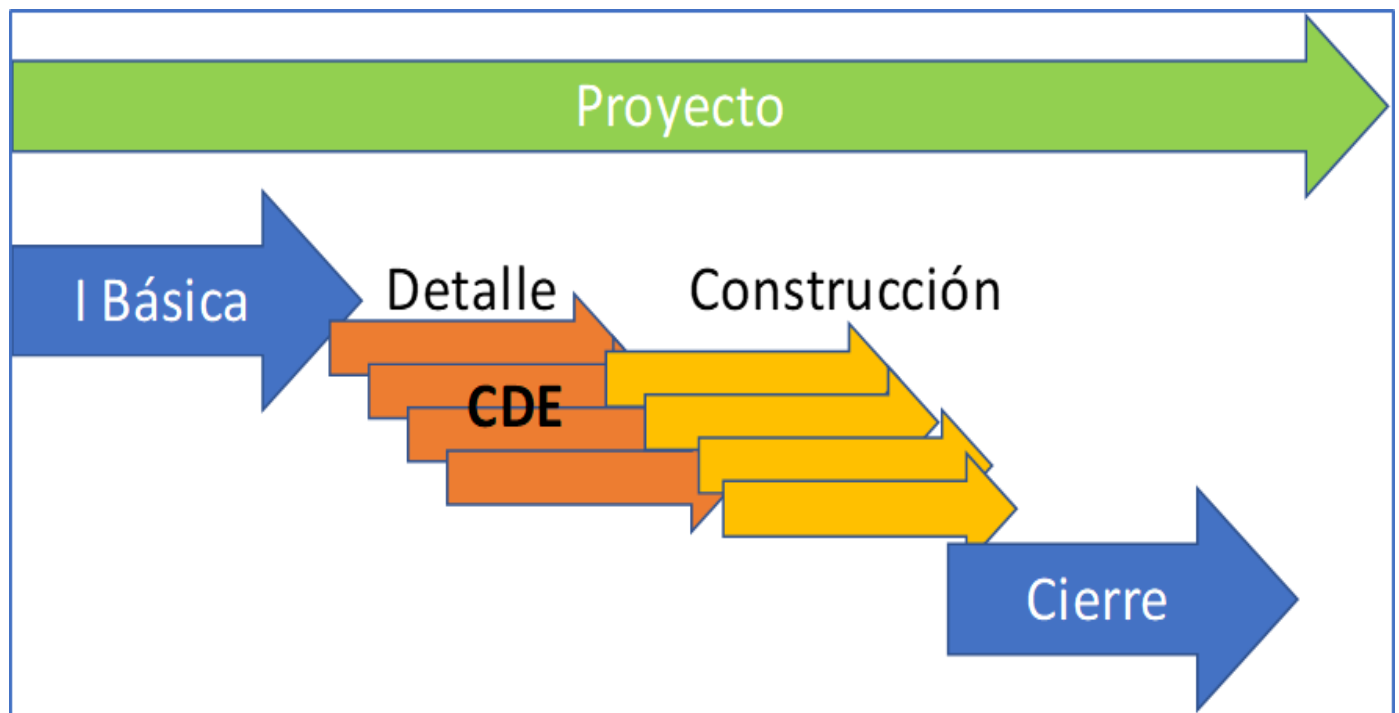 Proyecto
I Básica
Detalle
Construcción
CDE
Cierre